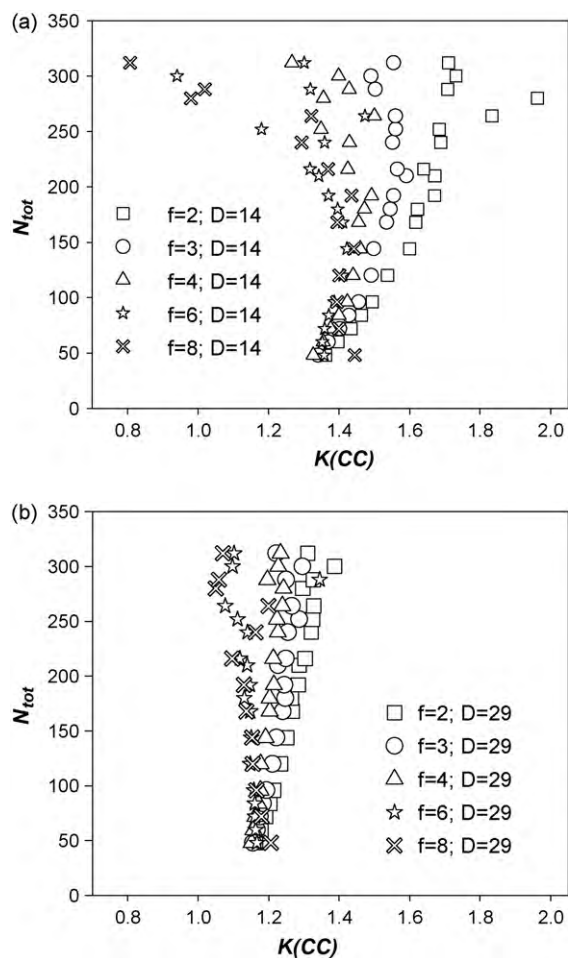 (a)
350
300
250
200
150
100
50
0
N_tot
f=2; D=14
f=3; D=14
f=4; D=14
f=6; D=14
f=8; D=14
0.8 1.0 1.2 1.4 1.6 1.8 2.0
K(CC)
(b)
350
300
250
200
150
100
50
0
N_tot
f=2; D=29
f=3; D=29
f=4; D=29
f=6; D=29
f=8; D=29
0.8 1.0 1.2 1.4 1.6 1.8 2.0
K(CC)